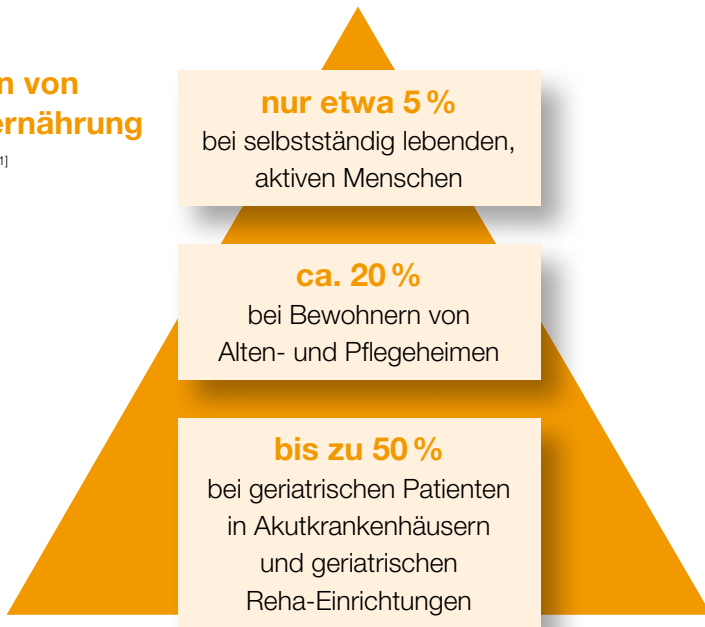 n von
ernährung
1]
nur etwa 5 %
bei selbstständig lebenden,
aktiven Menschen
ca. 20 %
bei Bewohnern von
Alten- und Pflegeheimen
bis zu 50 %
bei geriatrischen Patienten
in Akutkrankenhäusern
und geriatrischen
Reha-Einrichtungen